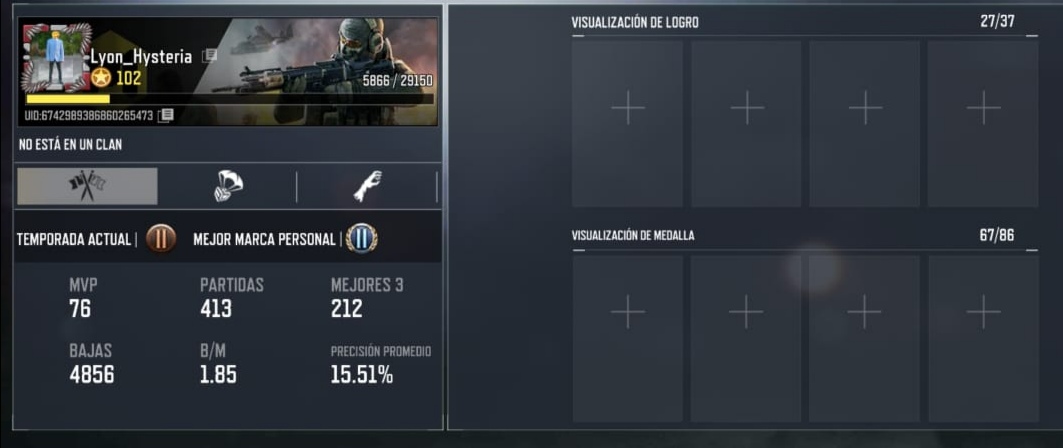 Lyon_Hysteria
102
5866 / 29150
UID:6742989386860265473
NO ESTÁ EN UN CLAN
TEMPORADA ACTUAL | II MEJOR MARCA PERSONAL | II
MVP PARTIDAS MEJORES 3
76 413 212
BAJAS B/M PRECISIÓN PROMEDIO
4856 1.85 15.51%
VISUALIZACIÓN DE LOGRO 27/37
VISUALIZACIÓN DE MEDALLA 67/86